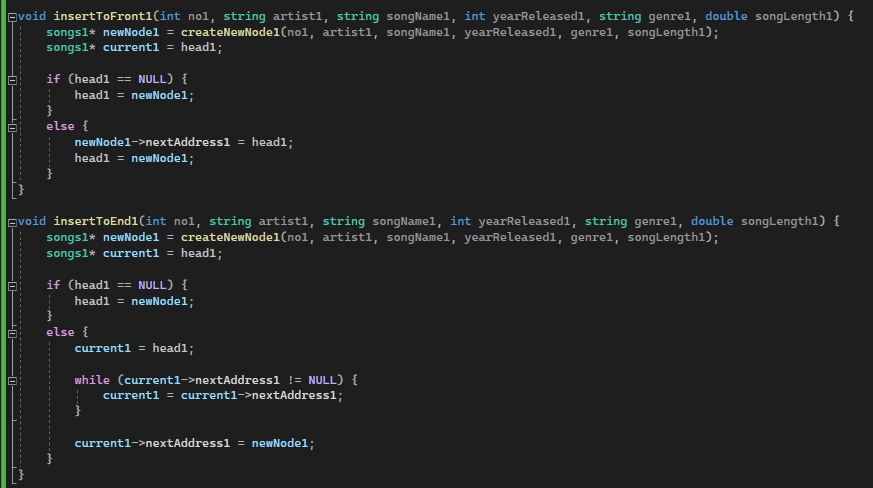 void insertToFront1(int no1, string artist1, string songName1, int yearReleased1, string genre1, double songLength1) {
    songs1* newNode1 = createNewNode1(no1, artist1, songName1, yearReleased1, genre1, songLength1);
    songs1* current1 = head1;

    if (head1 == NULL) {
        head1 = newNode1;
    }
    else {
        newNode1->nextAddress1 = head1;
        head1 = newNode1;
    }
}

void insertToEnd1(int no1, string artist1, string songName1, int yearReleased1, string genre1, double songLength1) {
    songs1* newNode1 = createNewNode1(no1, artist1, songName1, yearReleased1, genre1, songLength1);
    songs1* current1 = head1;

    if (head1 == NULL) {
        head1 = newNode1;
    }
    else {
        current1 = head1;

        while (current1->nextAddress1 != NULL) {
            current1 = current1->nextAddress1;
        }

        current1->nextAddress1 = newNode1;
    }
}